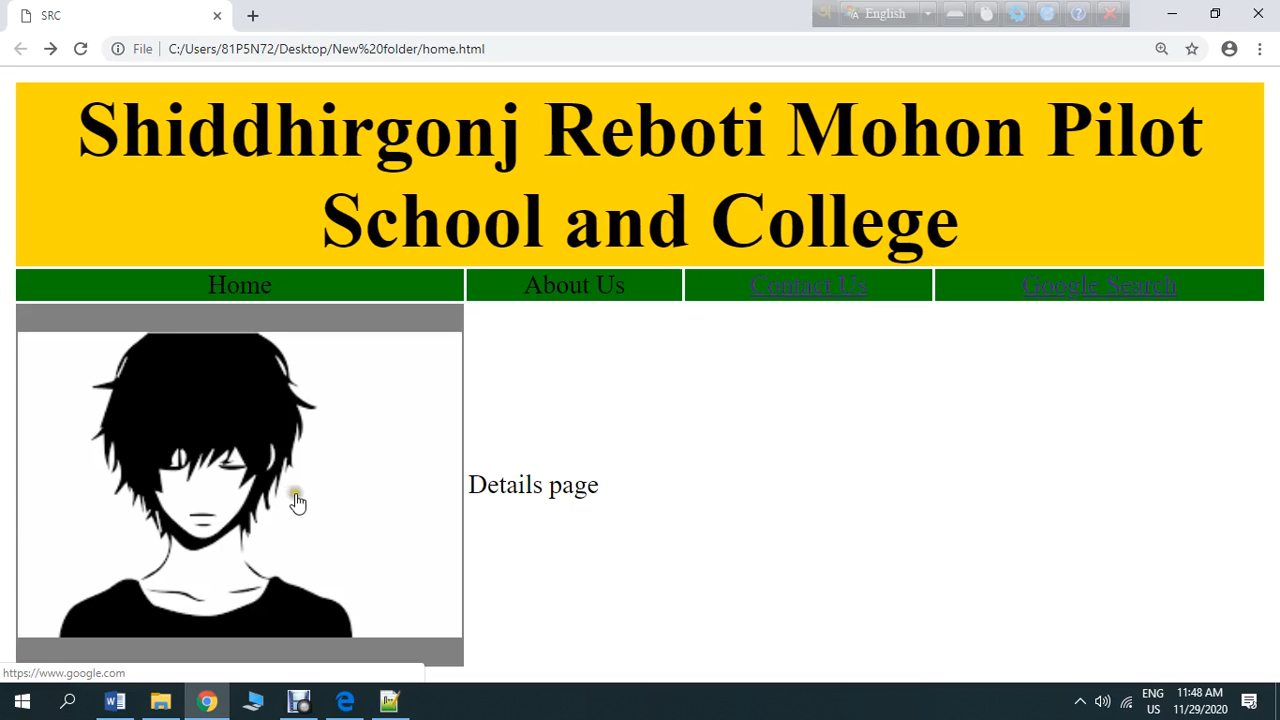 SRC
English
File
C:/Users/81P5N72/Desktop/New%20folder/home.html
Shiddhirgonj Reboti Mohon Pilot
School and College
Home
About Us
Contact Us
Google Search
Details page
https://www.google.com
ENG
US
11:48 AM
11/29/2020